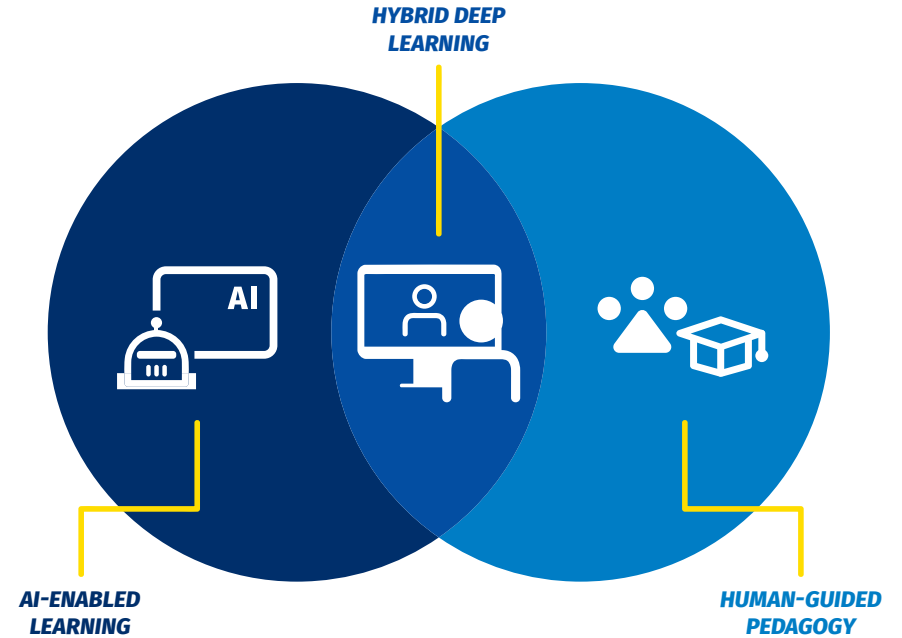 HYBRID DEEP
LEARNING
AI
AI-ENABLED
LEARNING
HUMAN-GUIDED
PEDAGOGY